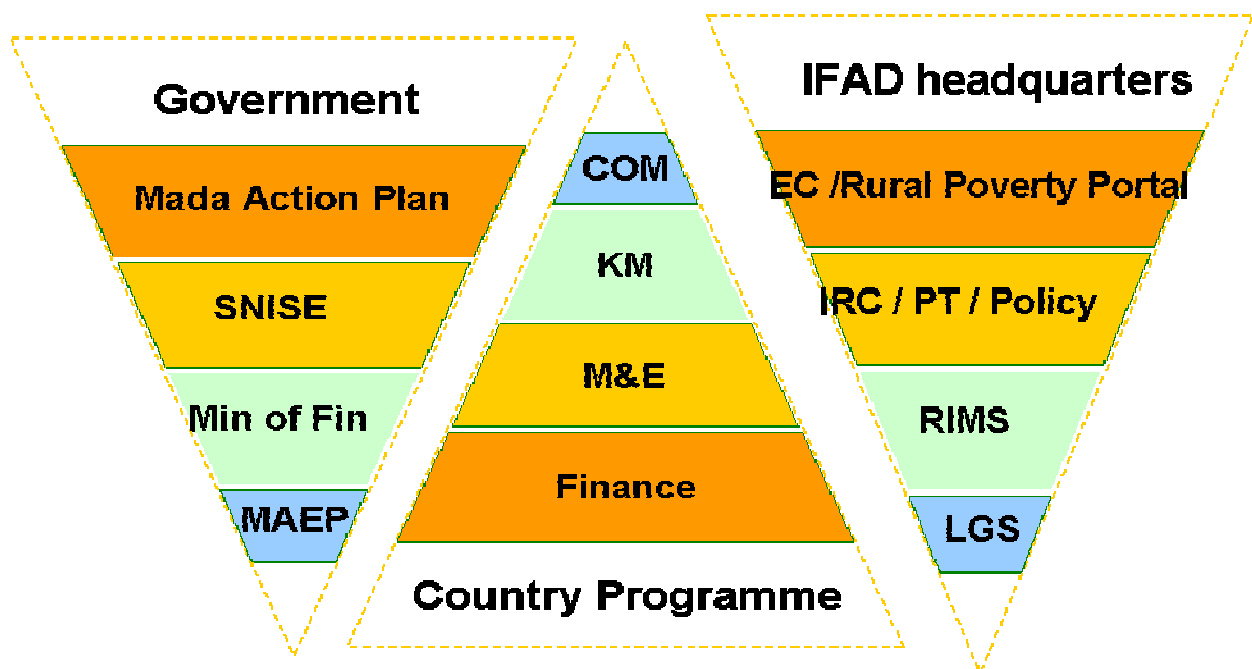 Government
Mada Action Plan
SNISE
Min of Fin
MAEP
COM
KM
M&E
Finance
Country Programme
IFAD headquarters
EC /Rural Poverty Portal
IRC / PT / Policy
RIMS
LGS